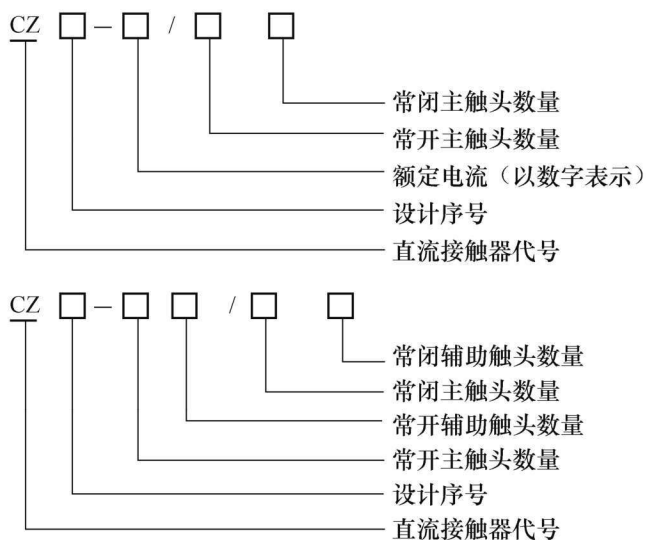 CZ □ － □ / □ □
常闭主触头数量
常开主触头数量
额定电流（以数字表示）
设计序号
直流接触器代号
CZ □ － □ □ / □ □
常闭辅助触头数量
常闭主触头数量
常开辅助触头数量
常开主触头数量
设计序号
直流接触器代号